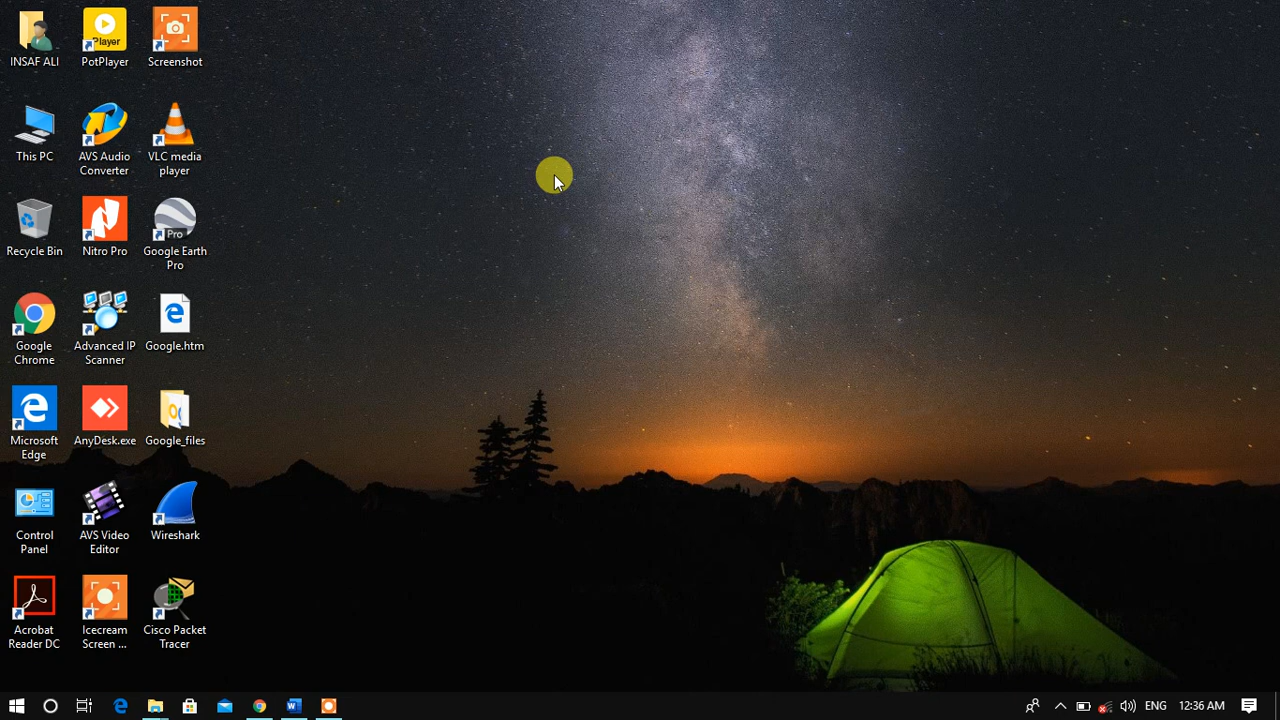 INSAF ALI
Player
PotPlayer
Screenshot
This PC
AVS Audio
Converter
VLC media
player
Recycle Bin
Nitro Pro
Pro
Google Earth
Pro
Google
Chrome
Advanced IP
Scanner
Google.htm
Microsoft
Edge
AnyDesk.exe
Google_files
Control
Panel
AVS Video
Editor
Wireshark
Acrobat
Reader DC
Icecream
Screen ...
Cisco Packet
Tracer
ENG
12:36 AM